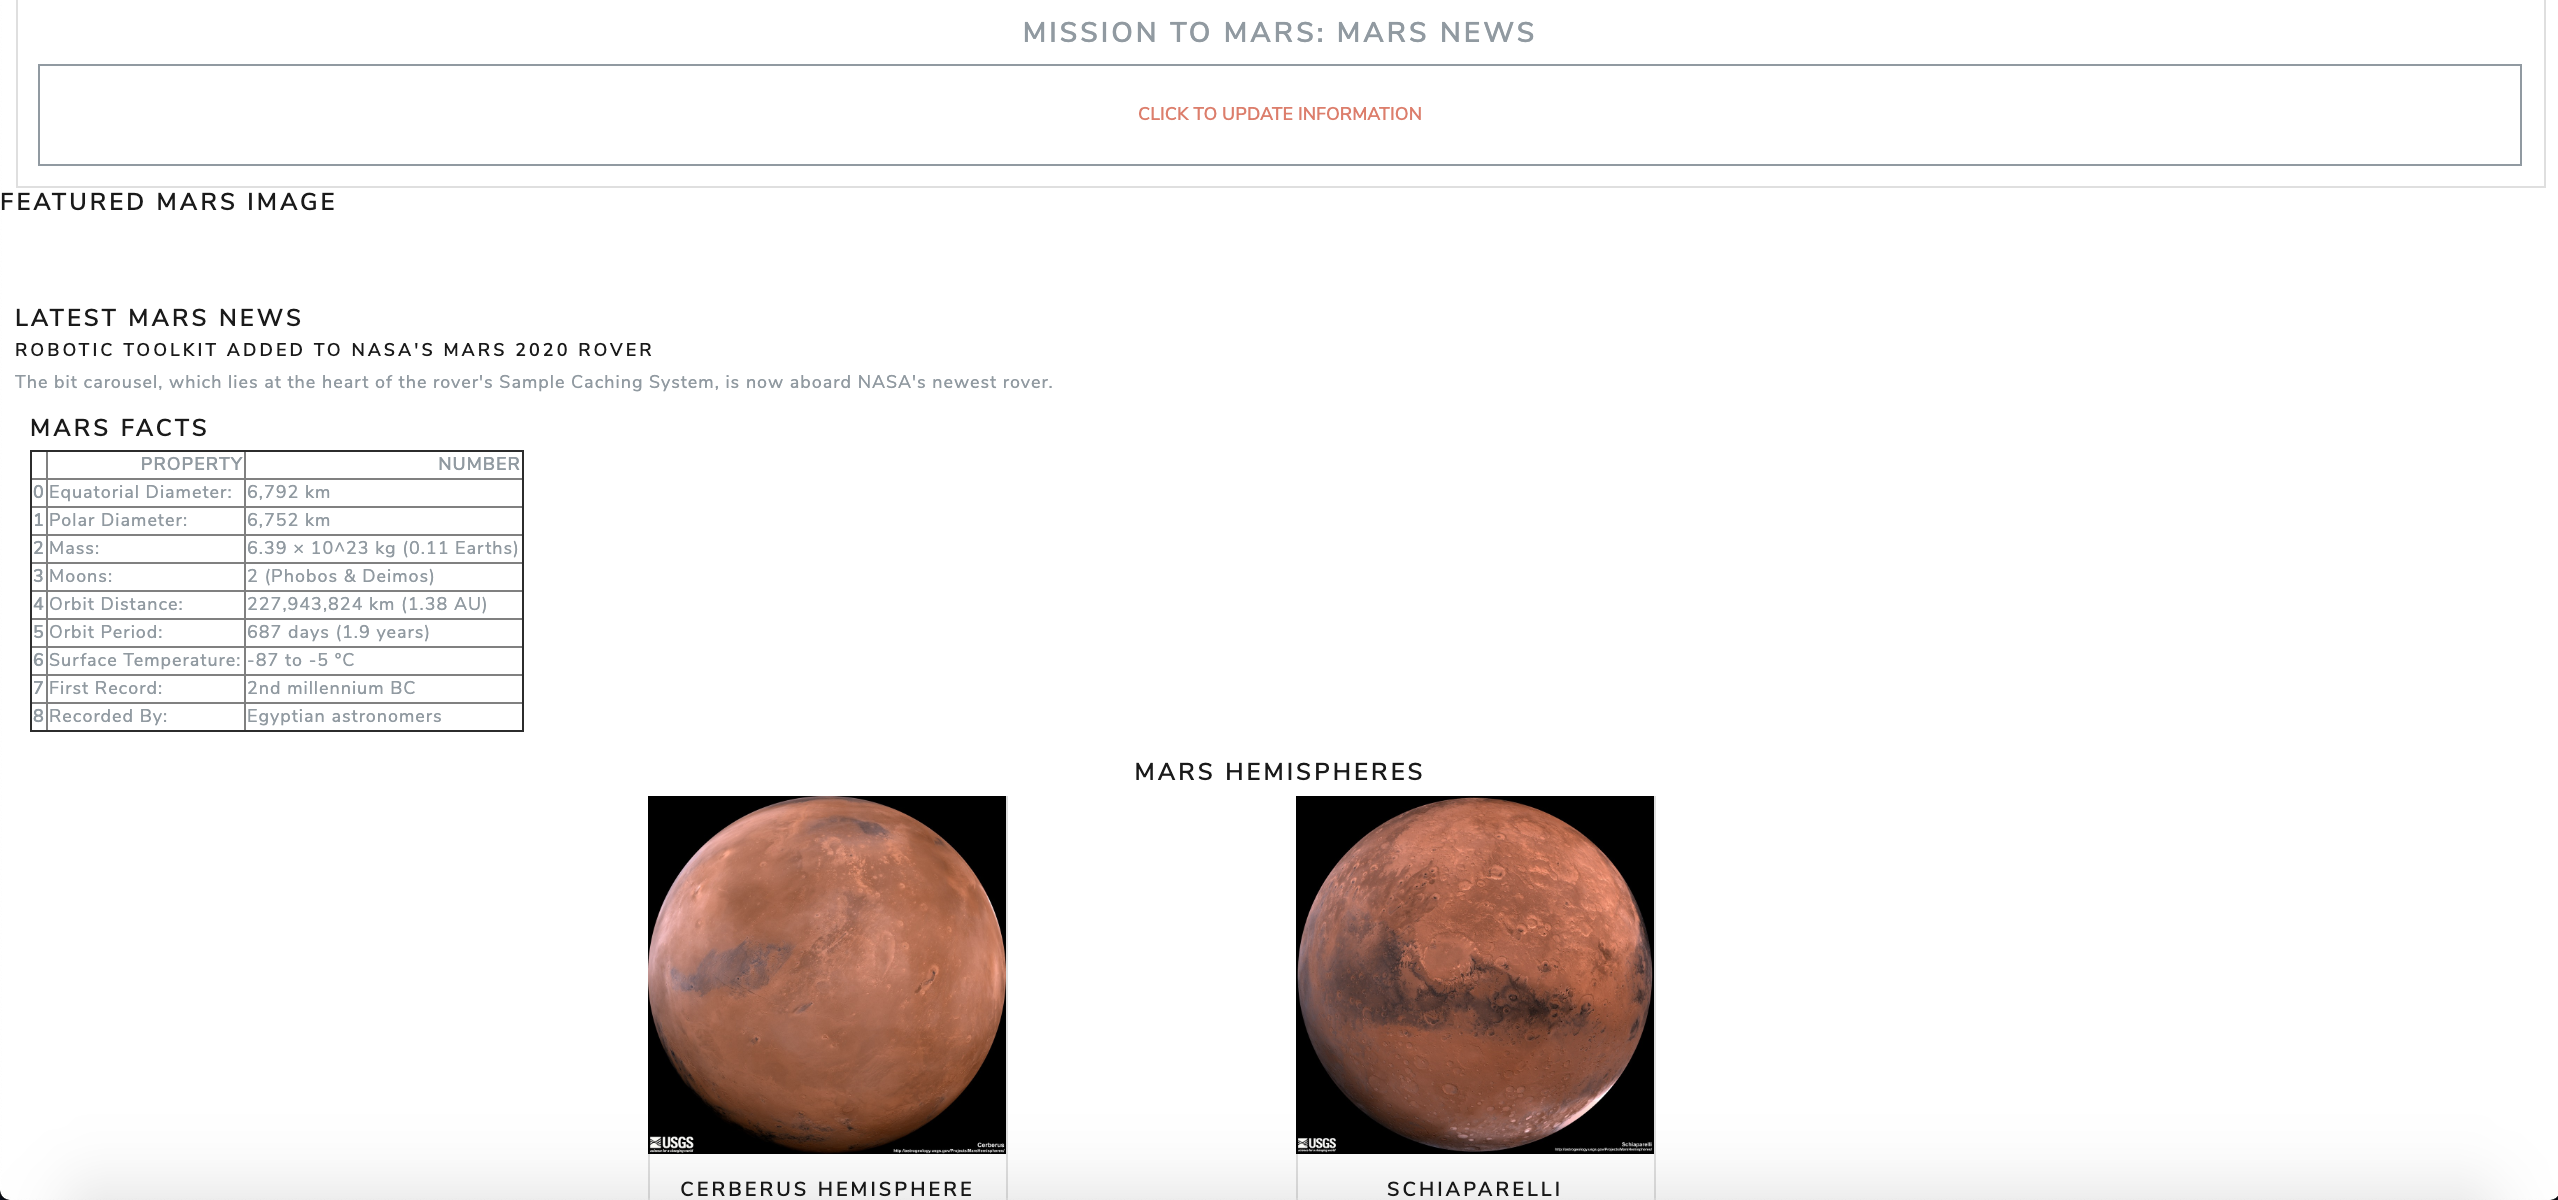 MISSION TO MARS: MARS NEWS
CLICK TO UPDATE INFORMATION
FEATURED MARS IMAGE
LATEST MARS NEWS
ROBOTIC TOOLKIT ADDED TO NASA'S MARS 2020 ROVER
The bit carousel, which lies at the heart of the rover's Sample Caching System, is now aboard NASA's newest rover.
MARS FACTS
PROPERTY NUMBER
0 Equatorial Diameter: 6,792 km
1 Polar Diameter: 6,752 km
2 Mass: 6.39 × 10^23 kg (0.11 Earths)
3 Moons: 2 (Phobos & Deimos)
4 Orbit Distance: 227,943,824 km (1.38 AU)
5 Orbit Period: 687 days (1.9 years)
6 Surface Temperature: -87 to -5 °C
7 First Record: 2nd millennium BC
8 Recorded By: Egyptian astronomers
MARS HEMISPHERES
USGS
Cerberus
USGS
Schiaparelli
CERBERUS HEMISPHERE
SCHIAPARELLI